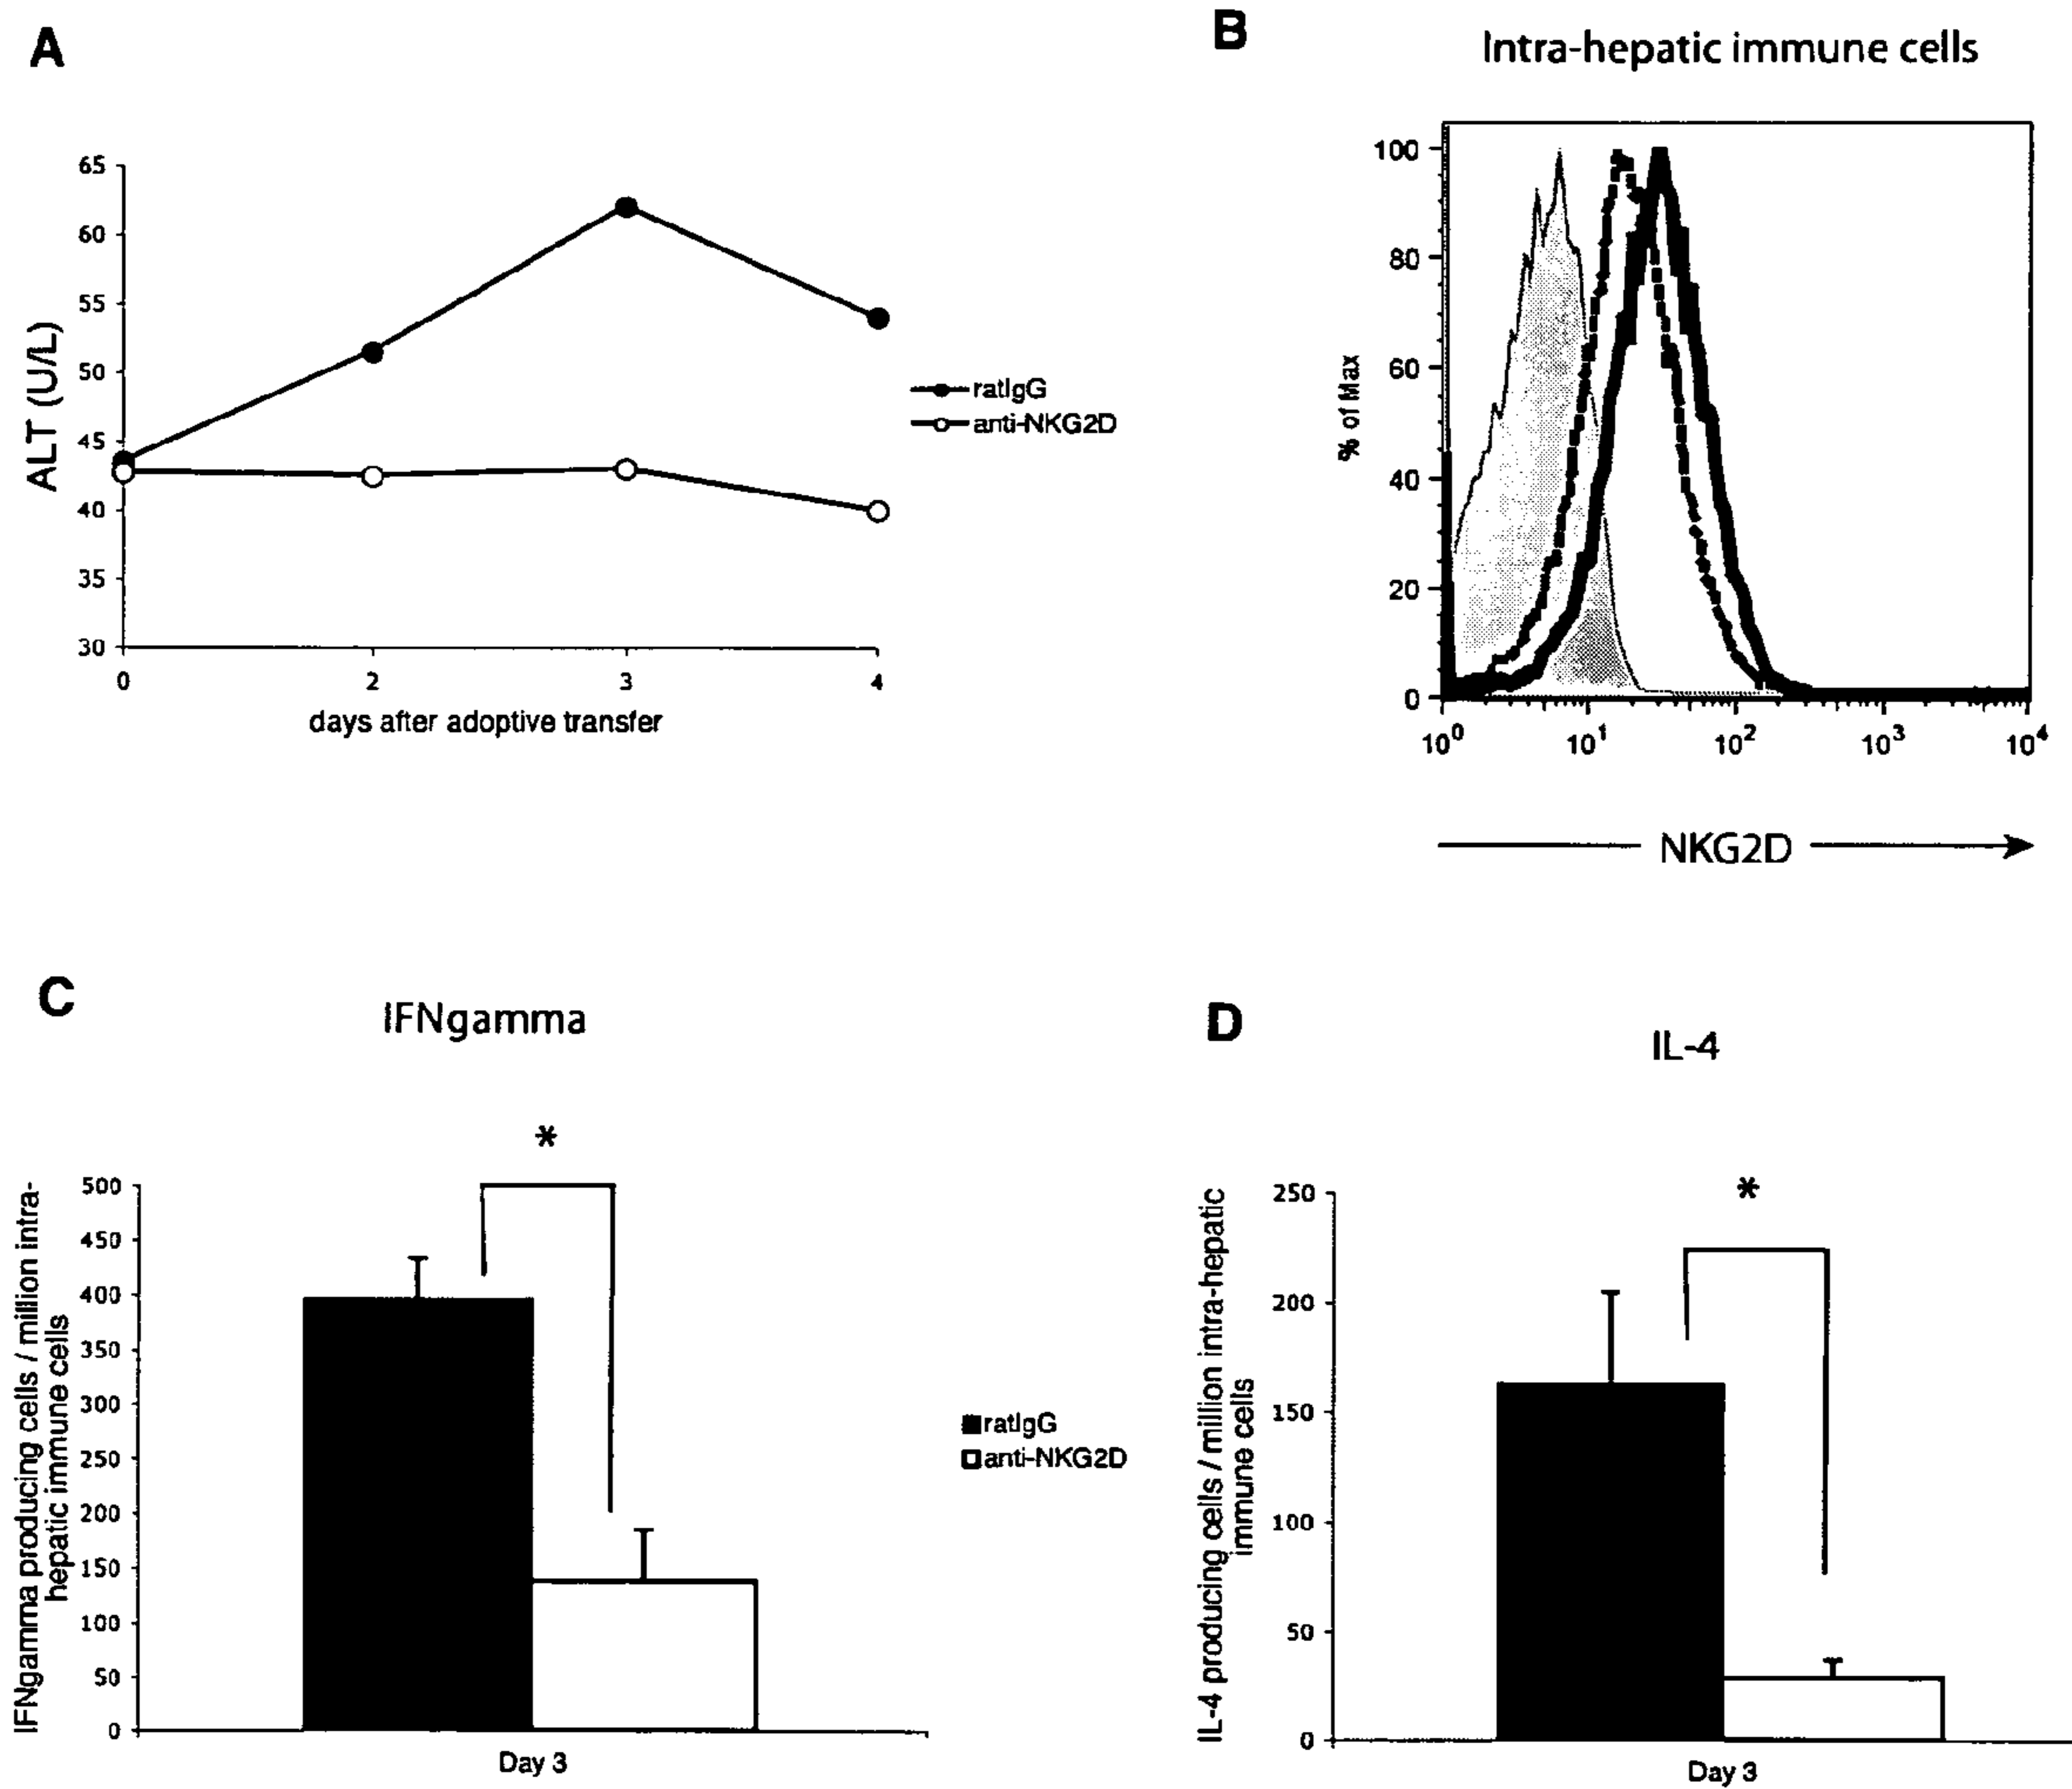 A
65
60
55
50
45
40
35
30
ALT (U/L)
0 2 3 4
days after adoptive transfer
ratIgG
anti-NKG2D
B
Intra-hepatic immune cells
100
80
60
40
20
0
% of Max
10⁰ 10¹ 10² 10³ 10⁴
NKG2D
C
IFNgamma
*
500
450
400
350
300
250
200
150
100
50
0
IFNgamma producing cells / million intra-
hepatic immune cells
Day 3
ratIgG
anti-NKG2D
D
IL-4
*
250
200
150
100
50
0
IL-4 producing cells / million intra-hepatic
immune cells
Day 3